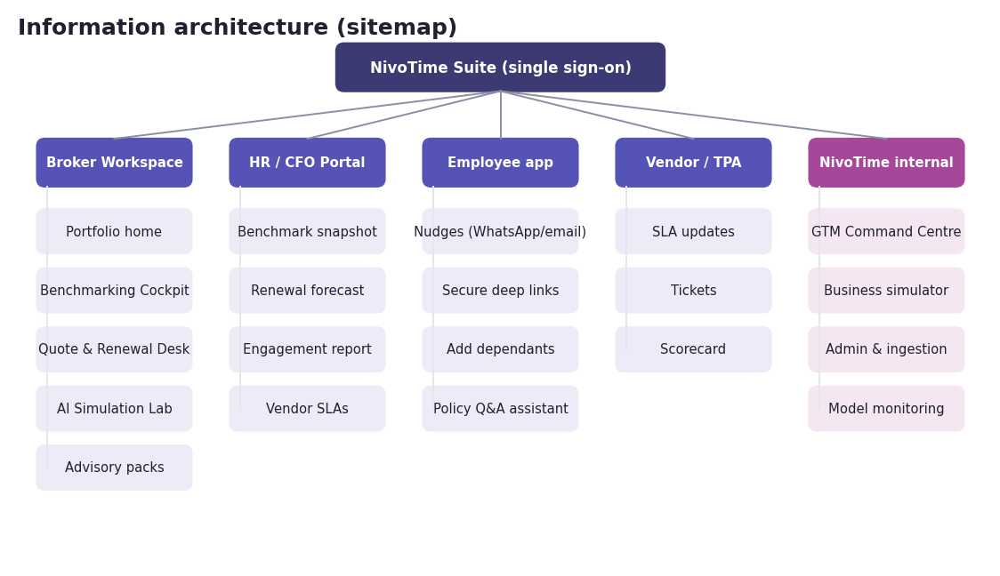 Information architecture (sitemap)
NivoTime Suite (single sign-on)
Broker Workspace
Portfolio home
Benchmarking Cockpit
Quote & Renewal Desk
AI Simulation Lab
Advisory packs
HR / CFO Portal
Benchmark snapshot
Renewal forecast
Engagement report
Vendor SLAs
Employee app
Nudges (WhatsApp/email)
Secure deep links
Add dependants
Policy Q&A assistant
Vendor / TPA
SLA updates
Tickets
Scorecard
NivoTime internal
GTM Command Centre
Business simulator
Admin & ingestion
Model monitoring